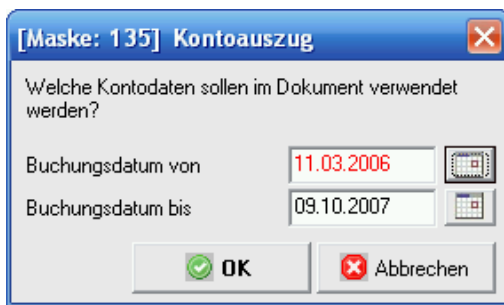 [Maske: 135] Kontoauszug
Welche Kontodaten sollen im Dokument verwendet
werden?
Buchungsdatum von 11.03.2006
Buchungsdatum bis 09.10.2007
OK Abbrechen